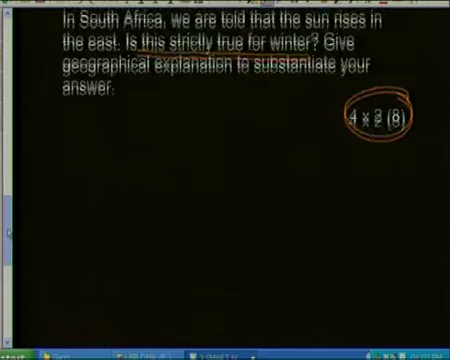 In South Africa, we are told that the sun rises in
the east. Is this strictly true for winter? Give
geographical explanation to substantiate your
answer.
4 x 2 (8)
start